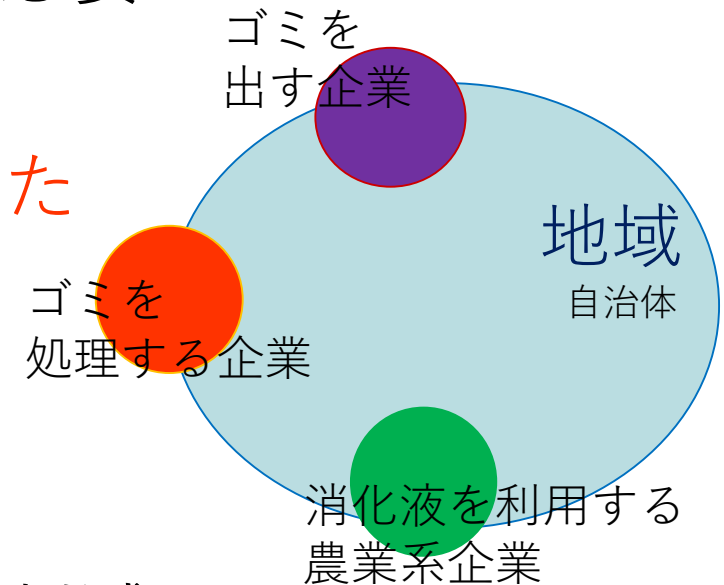 ゴミを
出す企業
た
地域
自治体
ゴミを
処理する企業
消化液を利用する
農業系企業